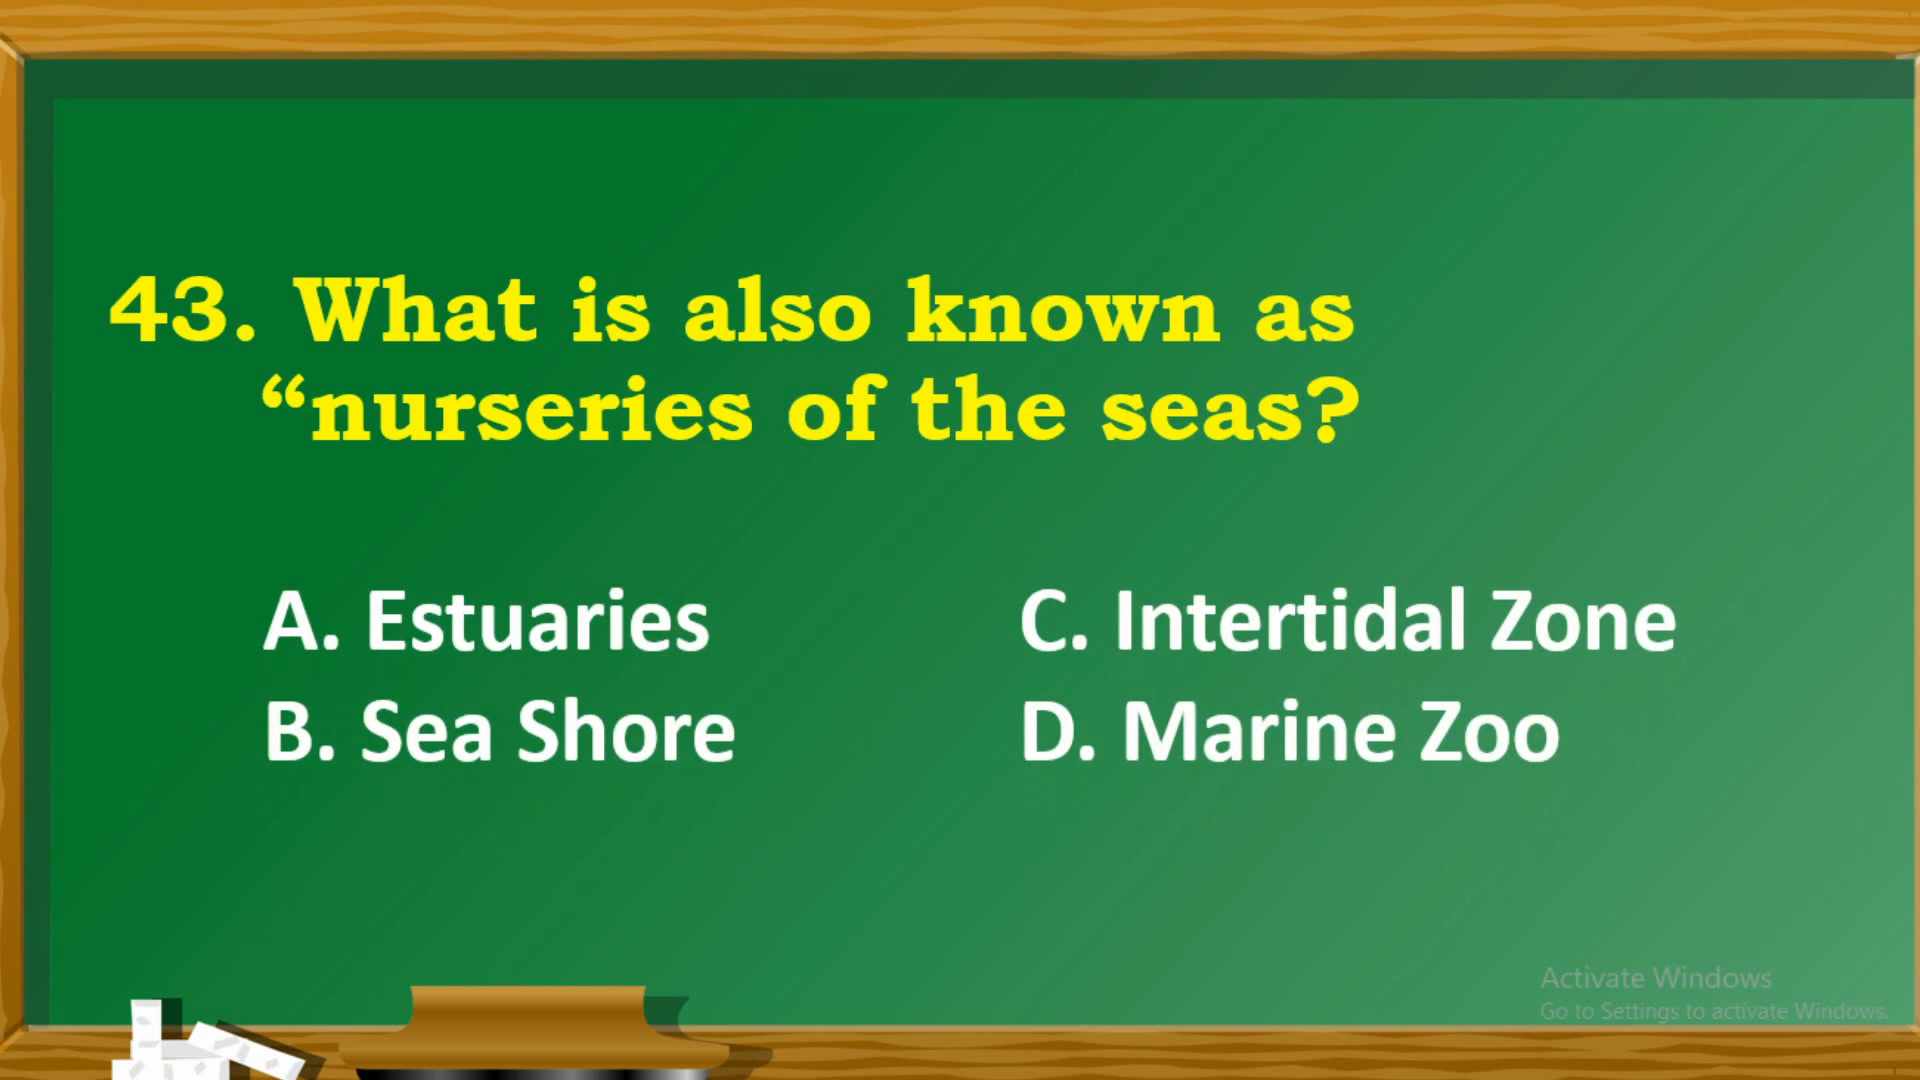 43. What is also known as
“nurseries of the seas?
A. Estuaries
B. Sea Shore
C. Intertidal Zone
D. Marine Zoo
Activate Windows
Go to Settings to activate Windows.